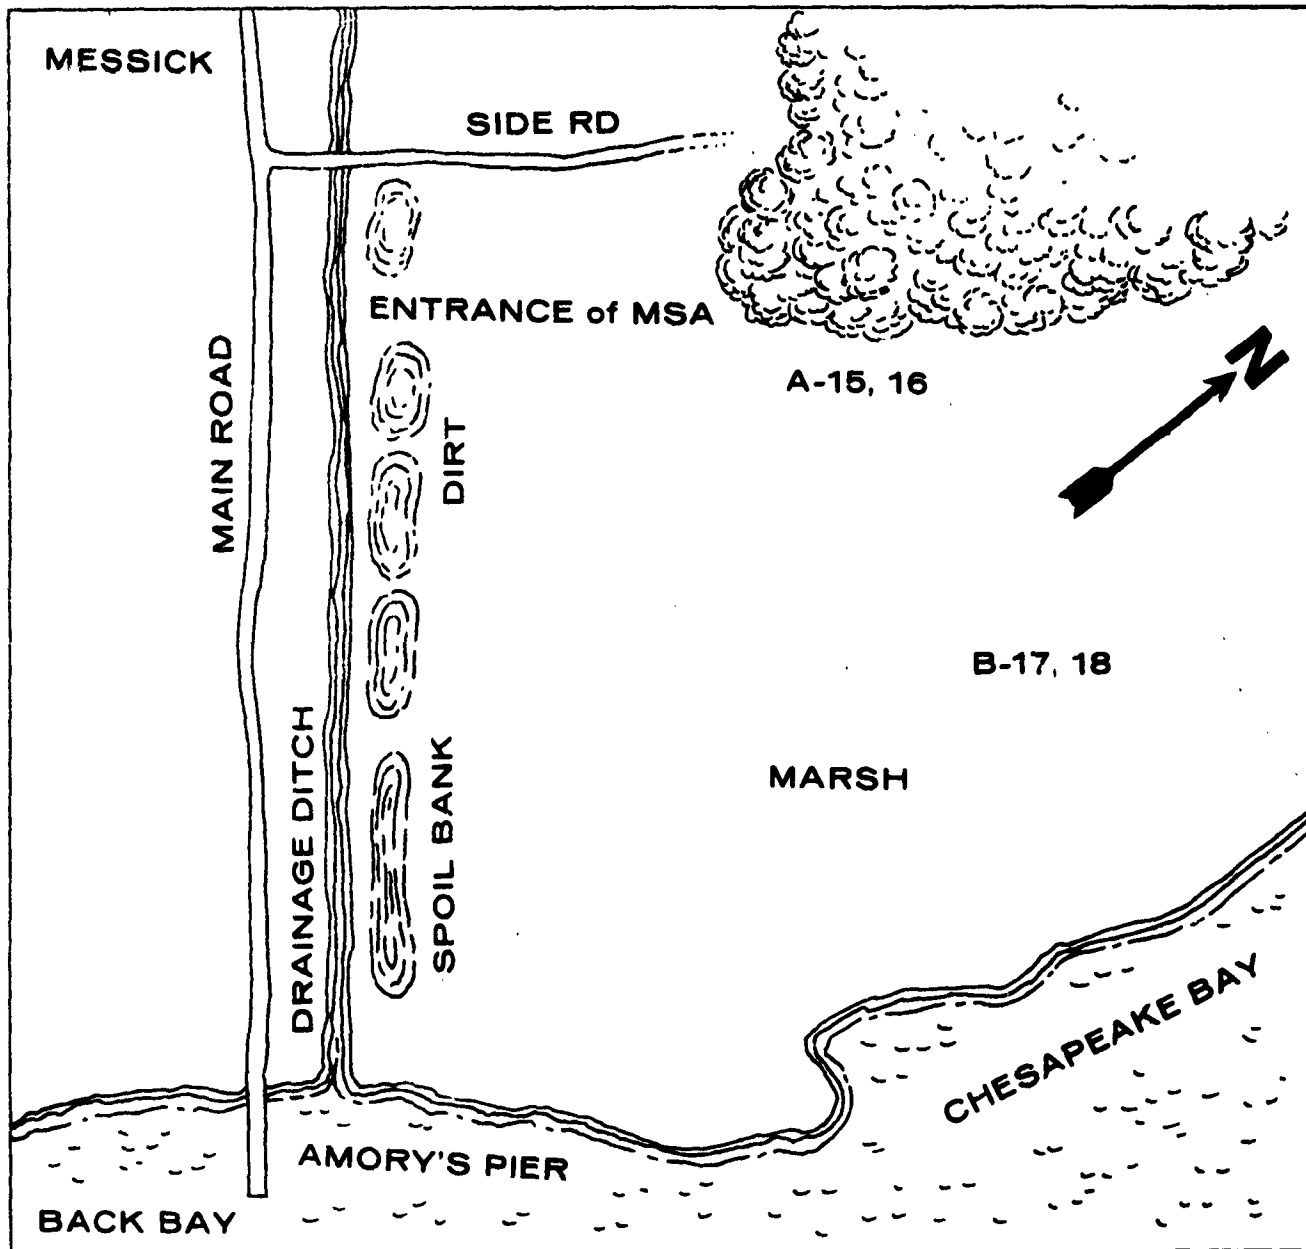 MESSICK
SIDE RD
ENTRANCE of MSA
N
A-15, 16
MAIN ROAD
DIRT
B-17, 18
MARSH
DRAINAGE DITCH
SPOIL BANK
CHESAPEAKE BAY
AMORY'S PIER
BACK BAY